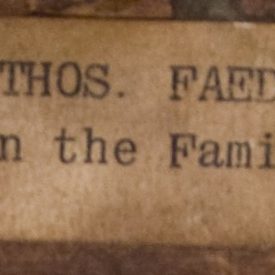 THOS. FAED
n the Fami